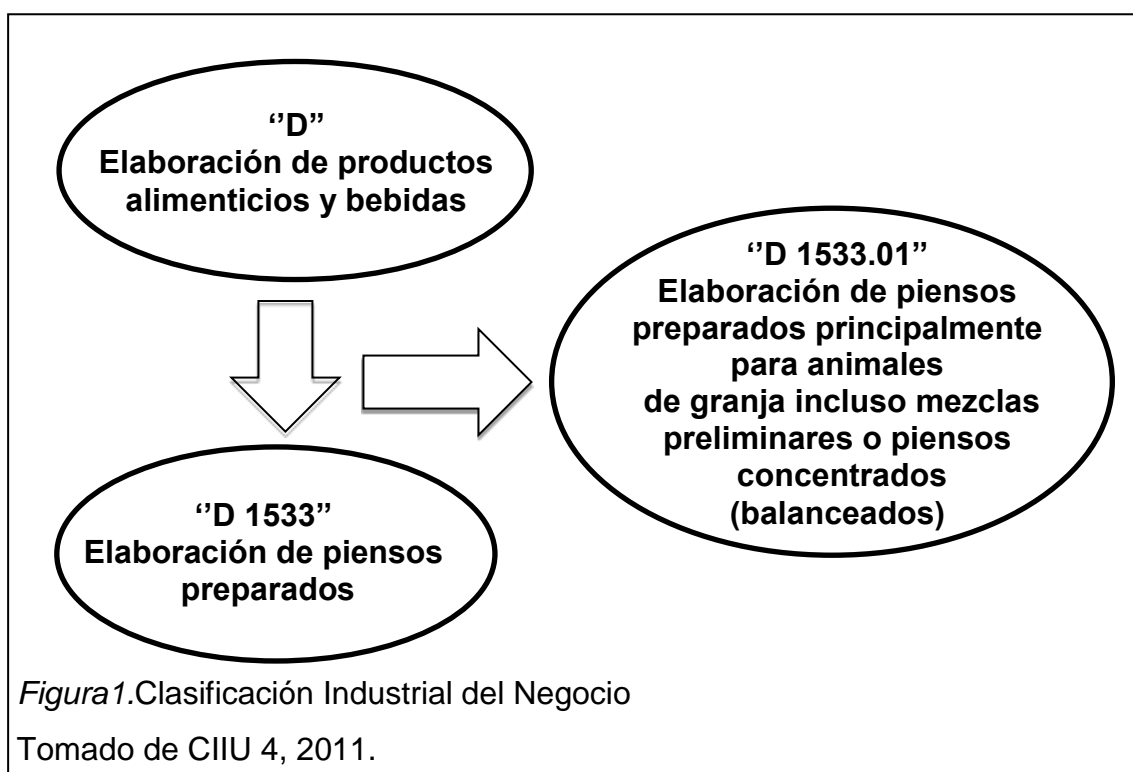 ‘’D’’
Elaboración de productos
alimenticios y bebidas
‘’D 1533’’
Elaboración de piensos
preparados
‘’D 1533.01’’
Elaboración de piensos
preparados principalmente
para animales
de granja incluso mezclas
preliminares o piensos
concentrados
(balanceados)
Figura1.Clasificación Industrial del Negocio
Tomado de CIIU 4, 2011.